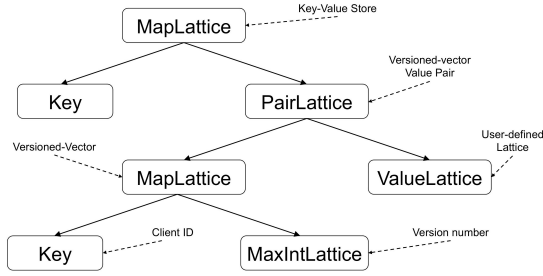 Key-Value Store
MapLattice
Versioned-vector
Value Pair
Key
PairLattice
User-defined
Lattice
Versioned-Vector
MapLattice
ValueLattice
Client ID
Version number
Key
MaxIntLattice